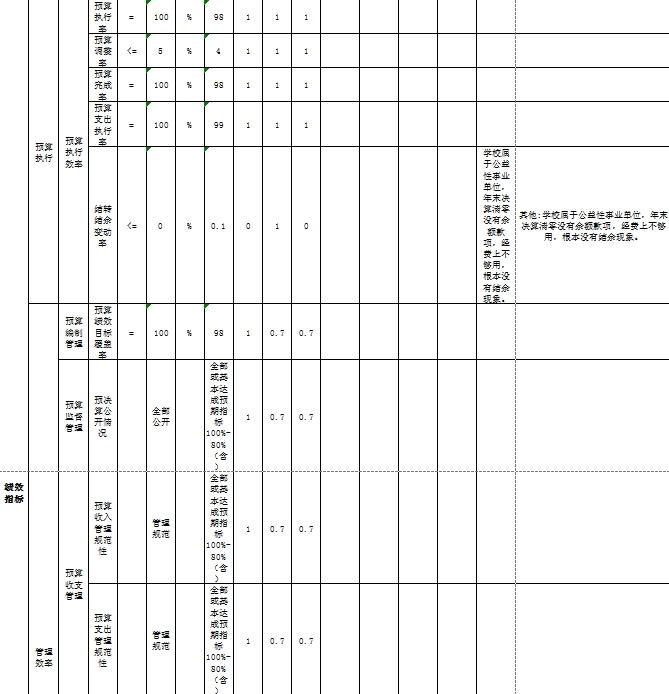 预算
执行
率
=
100
%
98
1
1
1
预算
调整
率
<=
5
%
4
1
1
1
预算
完成
率
=
100
%
98
1
1
1
预算
支出
执行
率
=
100
%
99
1
1
1
预算
执行
预算
执行
效率
结转
结余
变动
率
<=
0
%
0.1
0
1
0
学校属
于公益
性事业
单位，
年末决
算清零
没有余
额款
项，经
费上不
够用，
根本没
有结余
现象。
其他:学校属于公益性事业单位，年末
决算清零没有余额款项，经费上不够
用，根本没有结余现象。
预算
编制
管理
预算
绩效
目标
覆盖
率
=
100
%
98
1
0.7
0.7
预算
监督
管理
预决
算公
开情
况
全部
公开
全部
或基
本达
成预
期指
标
100%-
80%
（含
）
1
0.7
0.7
绩效
指标
管理
效率
预算
收支
管理
预算
收入
管理
规范
性
管理
规范
全部
或基
本达
成预
期指
标
100%-
80%
（含
）
1
0.7
0.7
预算
支出
管理
规范
性
管理
规范
全部
或基
本达
成预
期指
标
100%-
80%
（含
）
1
0.7
0.7